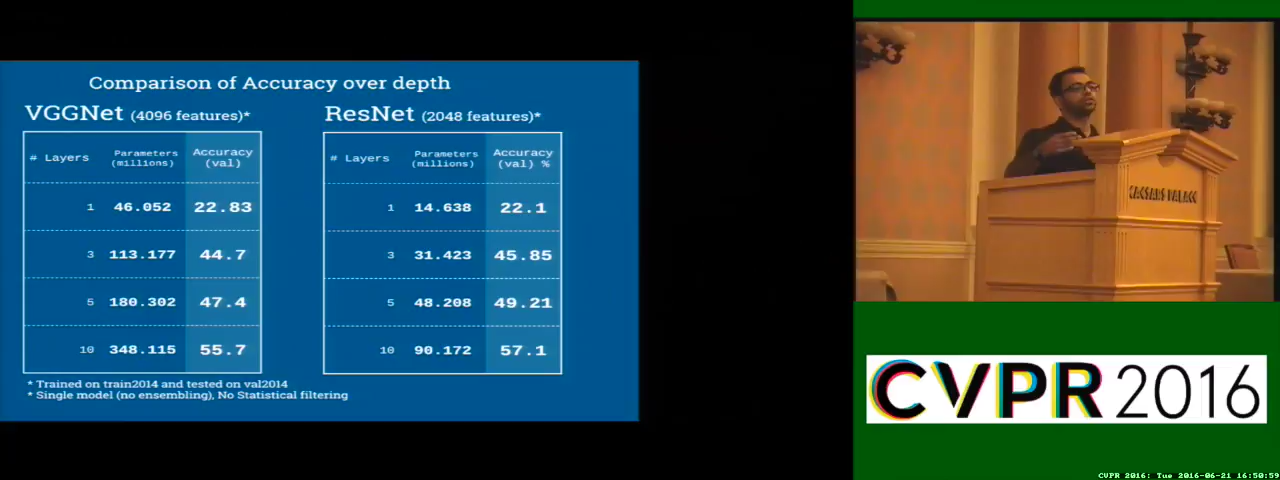 Comparison of Accuracy over depth
VGGNet (4096 features)*
# Layers Parameters (millions) Accuracy (val)
1 46.052 22.83
3 113.177 44.7
5 180.302 47.4
10 348.115 55.7
ResNet (2048 features)*
# Layers Parameters (millions) Accuracy (val) %
1 14.638 22.1
3 31.423 45.85
5 48.208 49.21
10 90.172 57.1
* Trained on train2014 and tested on val2014
* Single model (no ensembling), No Statistical filtering
CAESARS PALACE
CVPR 2016
CVPR 2016: Tue 2016-06-21 16:50:59